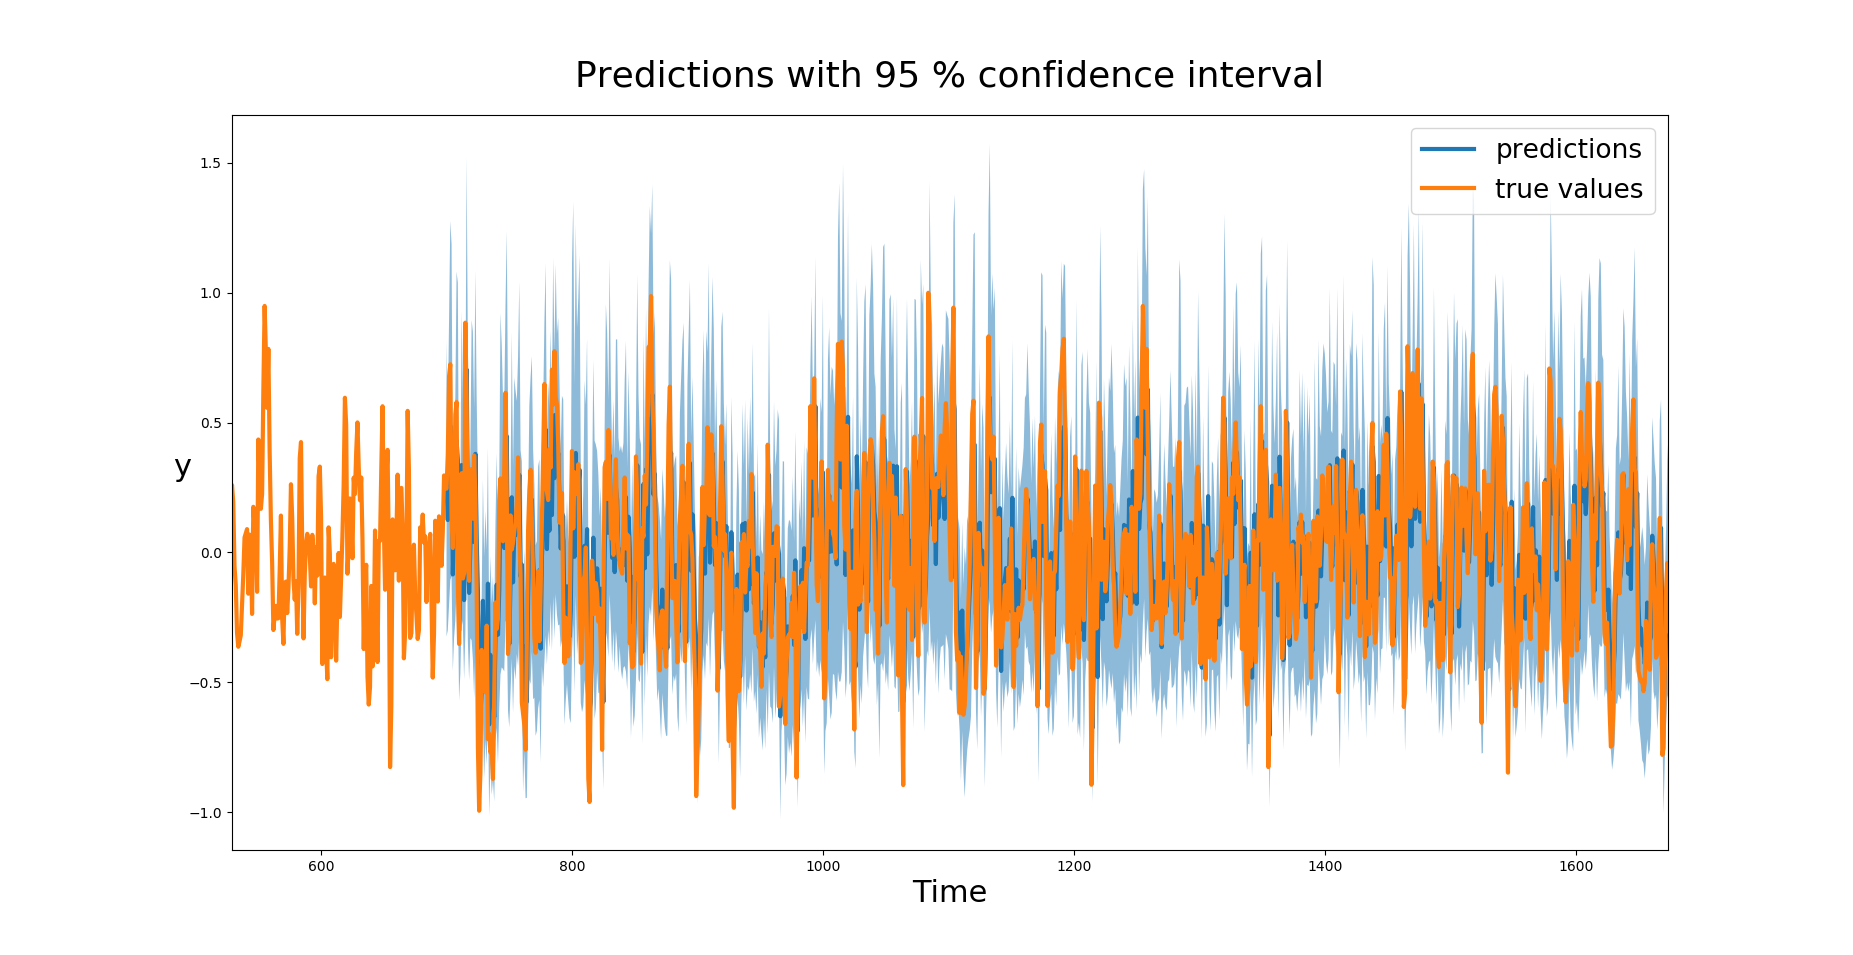 Predictions with 95 % confidence interval
predictions
true values
1.5
1.0
0.5
0.0
−0.5
−1.0
y
600 800 1000 1200 1400 1600
Time